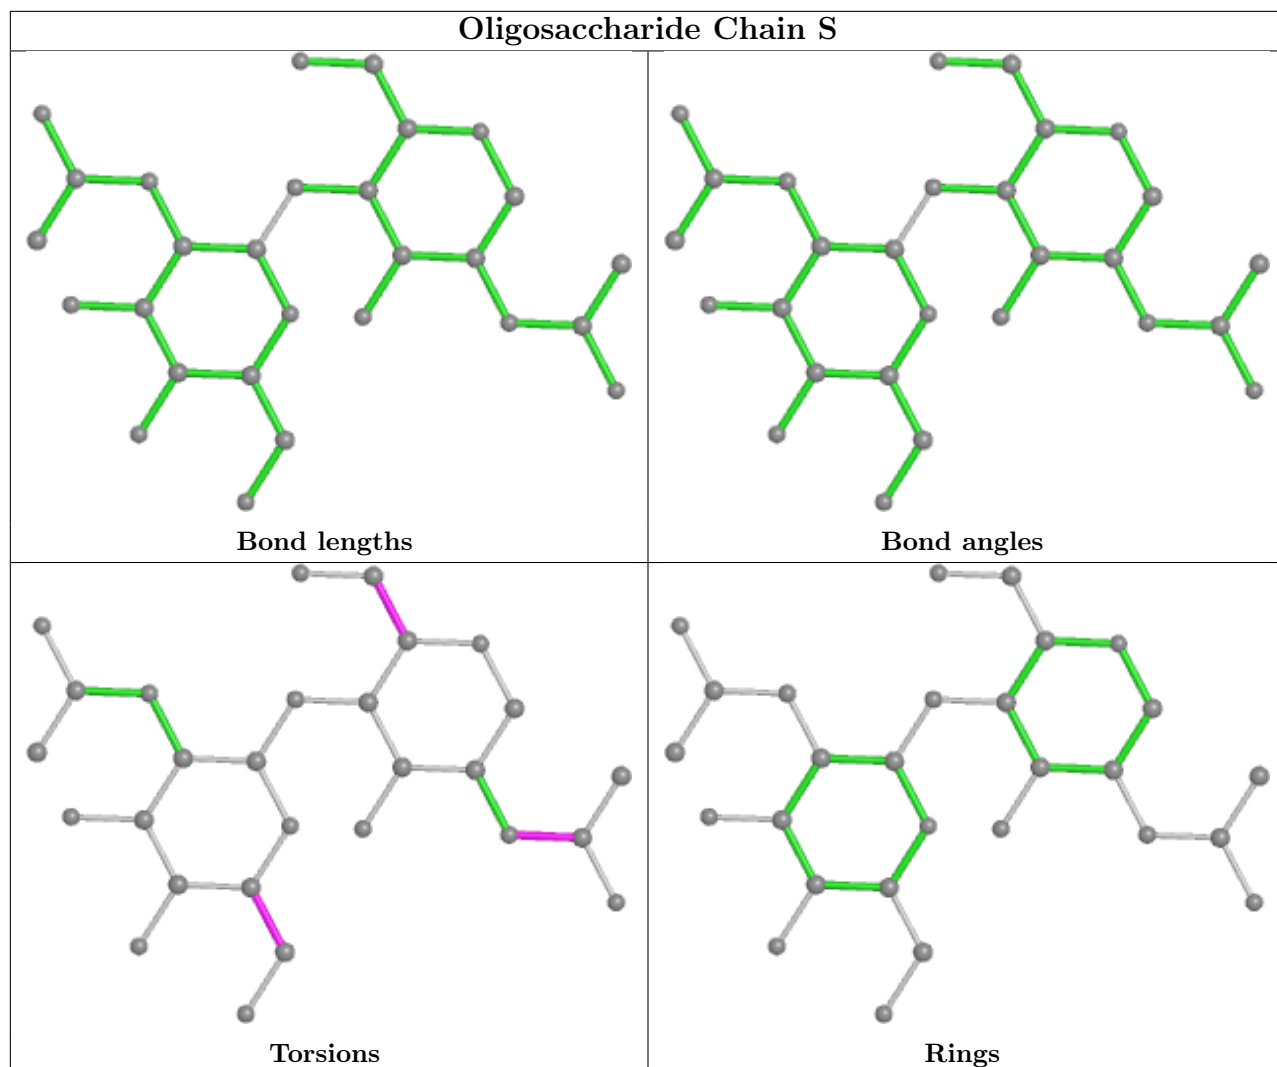 Oligosaccharide Chain S
Bond lengths
Bond angles
Torsions
Rings